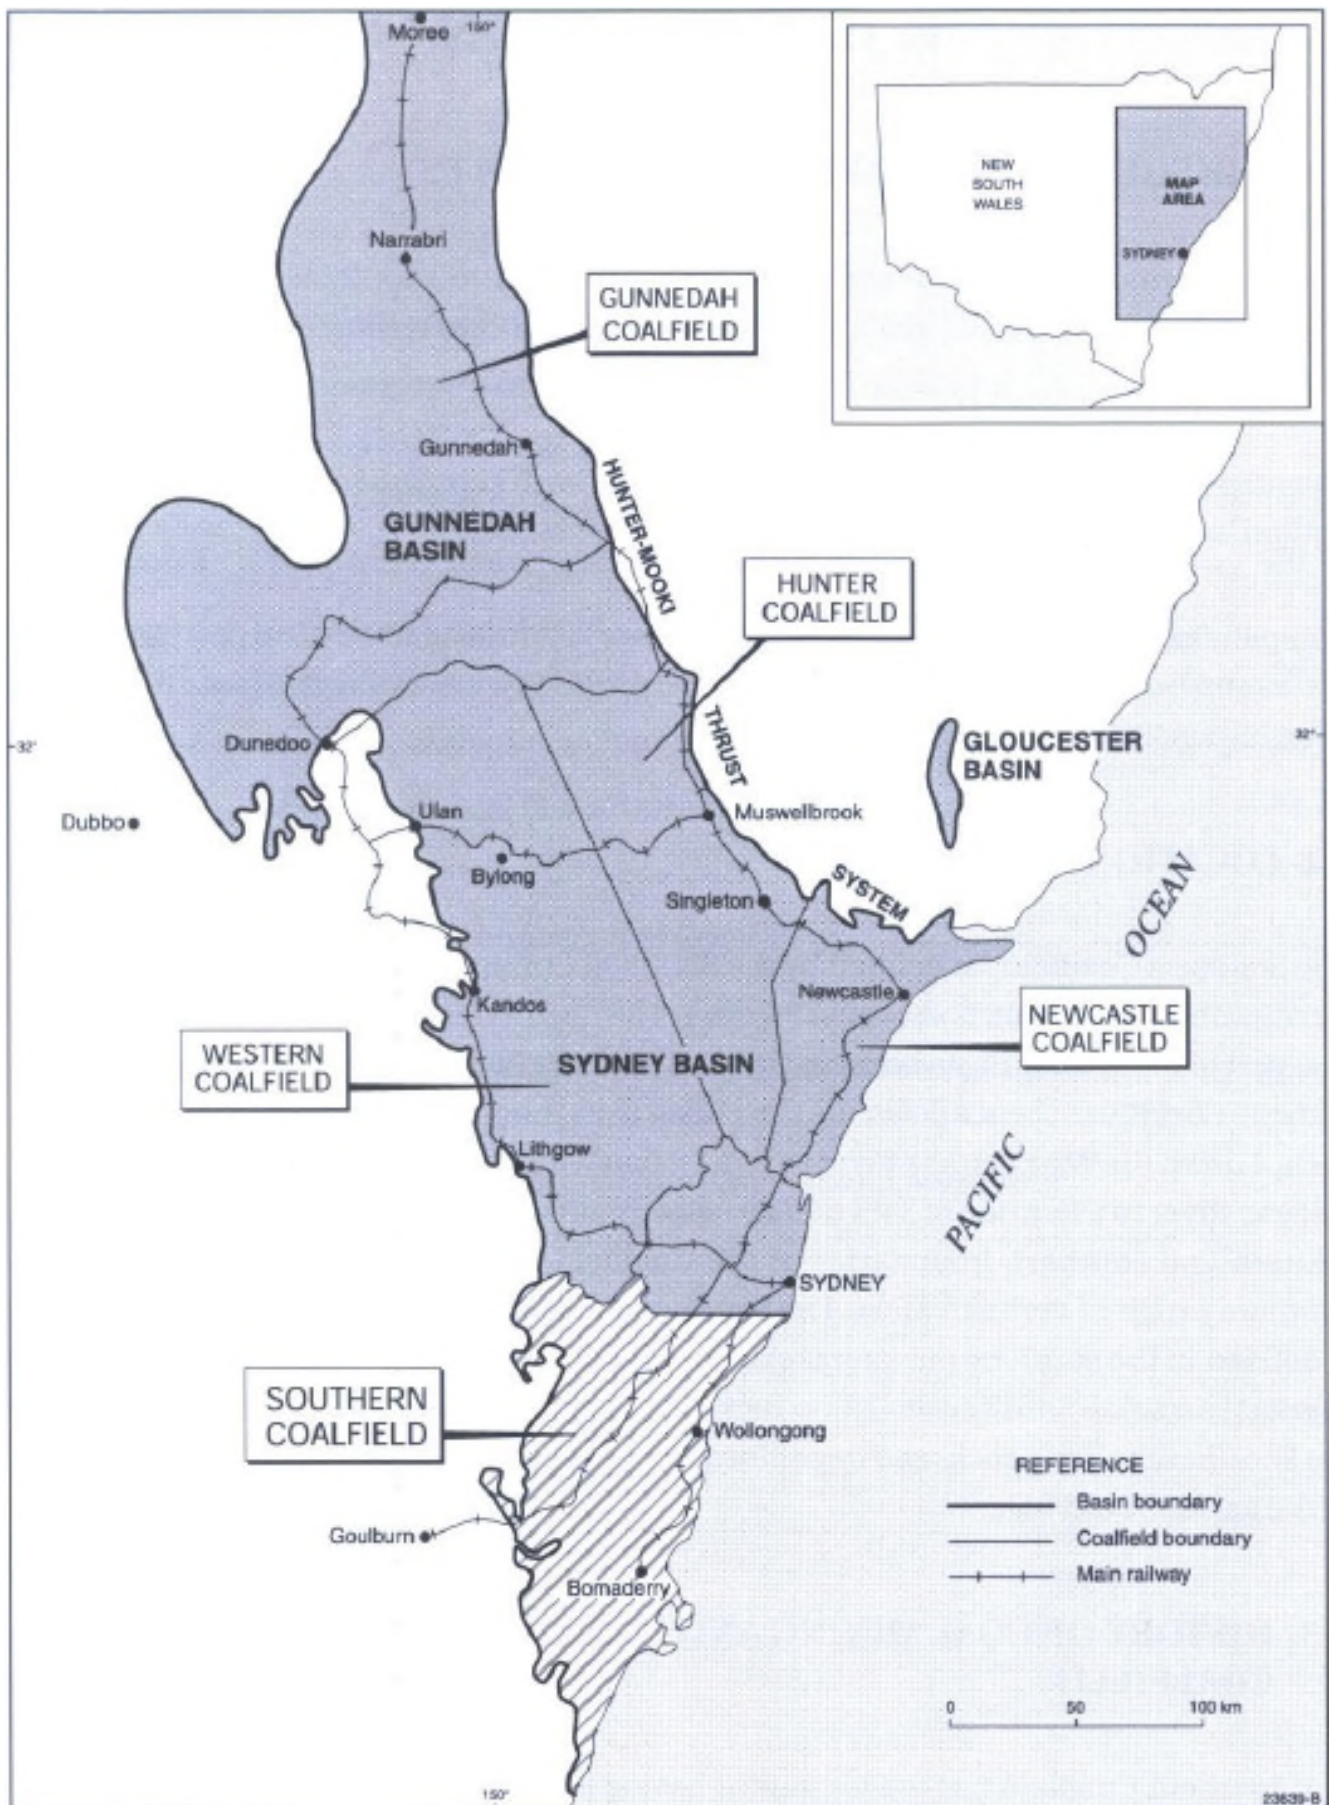 Moree
150°
NEW
SOUTH
WALES
MAP
AREA
SYDNEY
Narrabri
GUNNEDAH
COALFIELD
Gunnedah
HUNTER-MOOKI
GUNNEDAH
BASIN
HUNTER
COALFIELD
THRUST
Dunedoo
32°
32°
GLOUCESTER
BASIN
Dubbo
Ulan
Muswellbrook
Bylong
Singleton
SYSTEM
OCEAN
Kandos
Newcastle
NEWCASTLE
COALFIELD
WESTERN
COALFIELD
SYDNEY BASIN
Lithgow
PACIFIC
SYDNEY
SOUTHERN
COALFIELD
Wollongong
REFERENCE
Basin boundary
Coalfield boundary
Main railway
Goulburn
Bomaderry
0 50 100 km
150°
23639-B